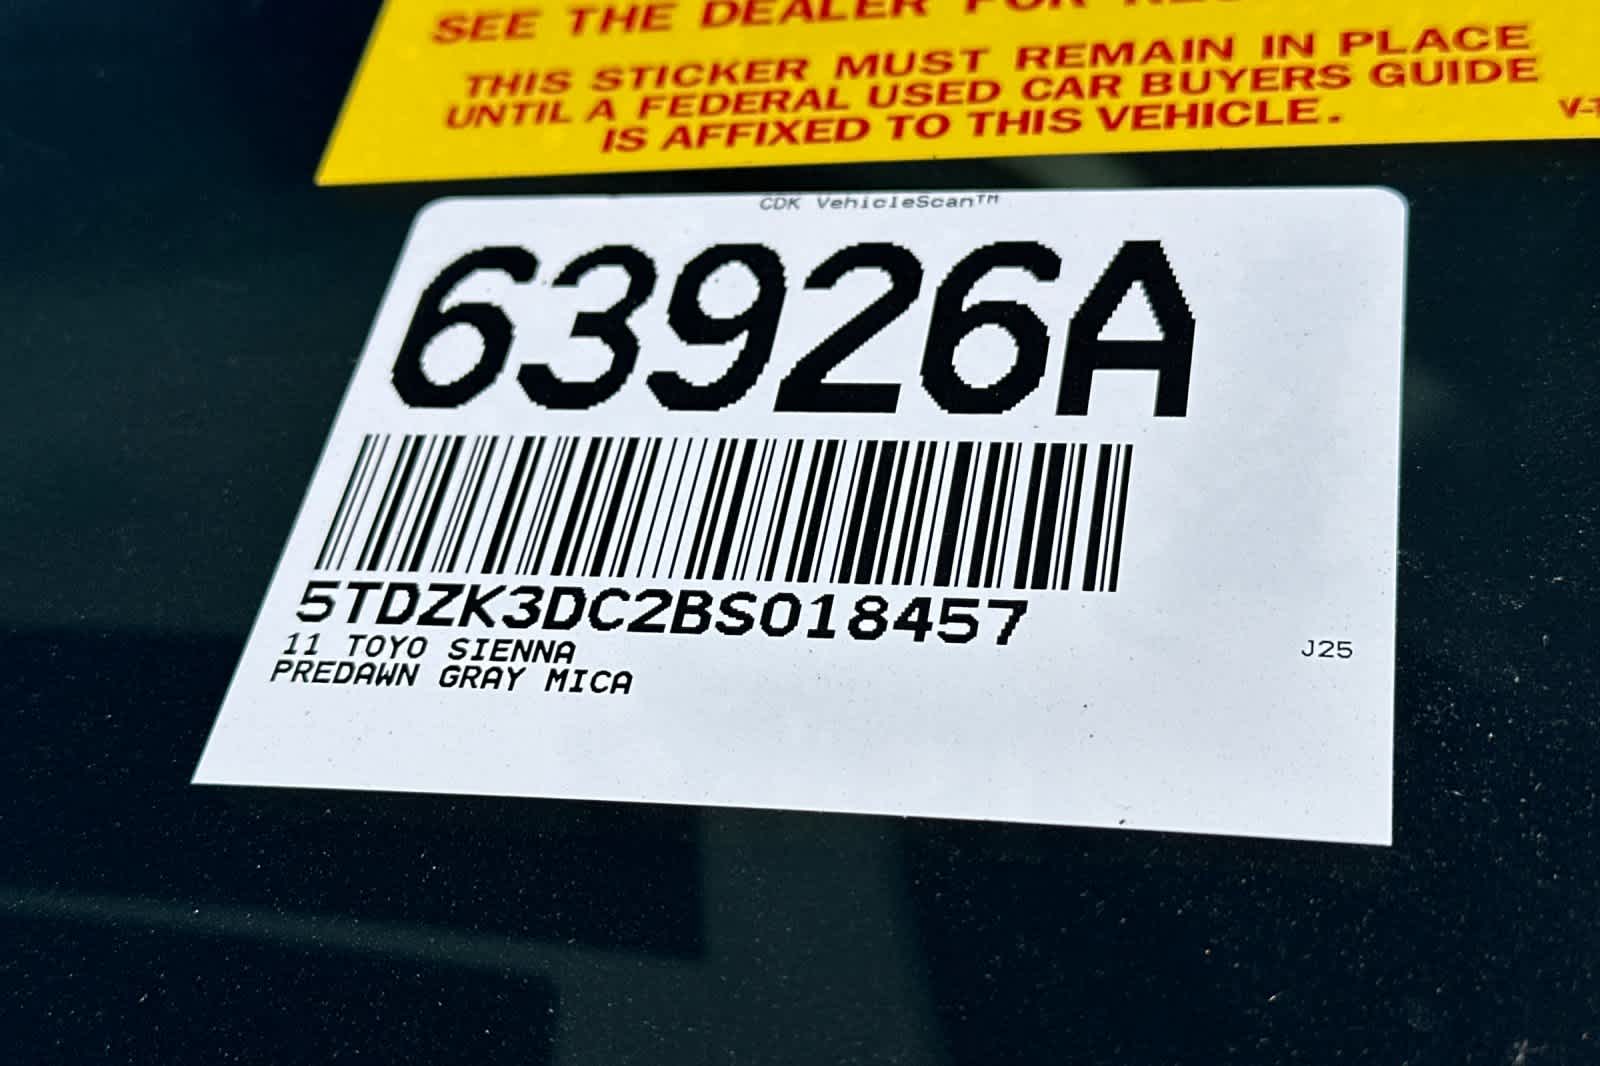 SEE THE DEALER FOR
THIS STICKER MUST REMAIN IN PLACE
UNTIL A FEDERAL USED CAR BUYERS GUIDE
IS AFFIXED TO THIS VEHICLE.
CDK VehicleScan™
63926A
5TDZK3DC2BS018457
11 TOYO SIENNA
PREDAWN GRAY MICA
J25